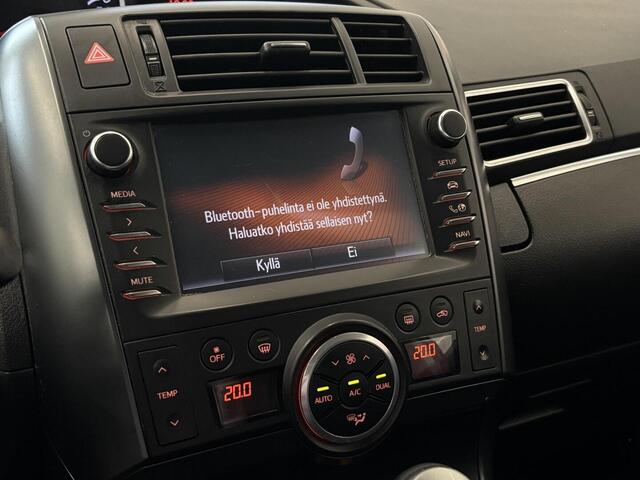 MEDIA
MUTE
SETUP
NAVI
Bluetooth-puhelinta ei ole yhdistettynä.
Haluatko yhdistää sellaisen nyt?
Kyllä
Ei
OFF
TEMP
20.0
AUTO
A/C
DUAL
20.0
TEMP